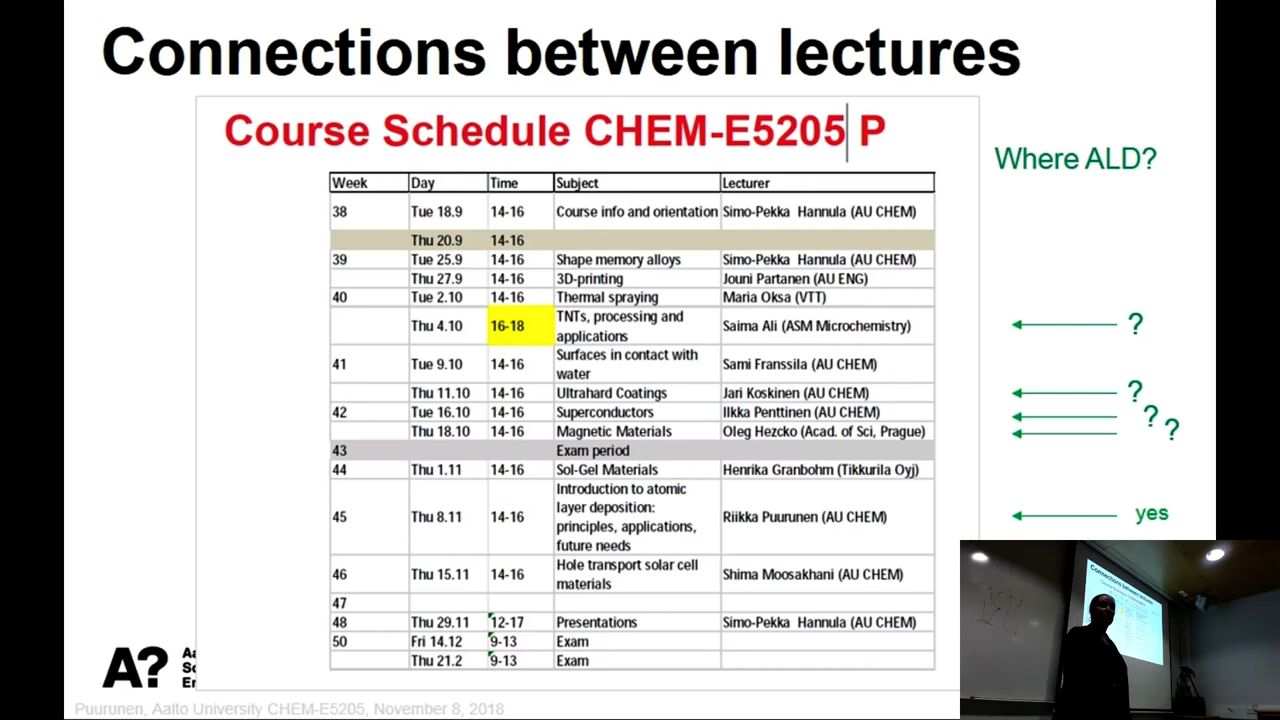 Connections between lectures
Course Schedule CHEM-E5205 P
Where ALD?
Week Day Time Subject Lecturer
38 Tue 18.9 14-16 Course info and orientation Simo-Pekka Hannula (AU CHEM)
Thu 20.9 14-16
39 Tue 25.9 14-16 Shape memory alloys Simo-Pekka Hannula (AU CHEM)
Thu 27.9 14-16 3D-printing Jouni Partanen (AU ENG)
40 Tue 2.10 14-16 Thermal spraying Maria Oksa (VTT)
Thu 4.10 16-18 TNTs, processing and
applications Saima Ali (ASM Microchemistry) ?
41 Tue 9.10 14-16 Surfaces in contact with
water Sami Franssila (AU CHEM)
Thu 11.10 14-16 Ultrahard Coatings Jari Koskinen (AU CHEM) ?
42 Tue 16.10 14-16 Superconductors Ilkka Penttinen (AU CHEM) ?
Thu 18.10 14-16 Magnetic Materials Oleg Hezcko (Acad. of Sci, Prague) ?
43 Exam period
44 Thu 1.11 14-16 Sol-Gel Materials Henrika Granbohm (Tikkurila Oyj)
45 Thu 8.11 14-16 Introduction to atomic
layer deposition:
principles, applications,
future needs Riikka Puurunen (AU CHEM) yes
46 Thu 15.11 14-16 Hole transport solar cell
materials Shima Moosakhani (AU CHEM)
47
48 Thu 29.11 12-17 Presentations Simo-Pekka Hannula (AU CHEM)
50 Fri 14.12 9-13 Exam
Thu 21.2 9-13 Exam
A?
Aa
Sc
En
Puurunen, Aalto University CHEM-E5205, November 8, 2018
Connections between lectures